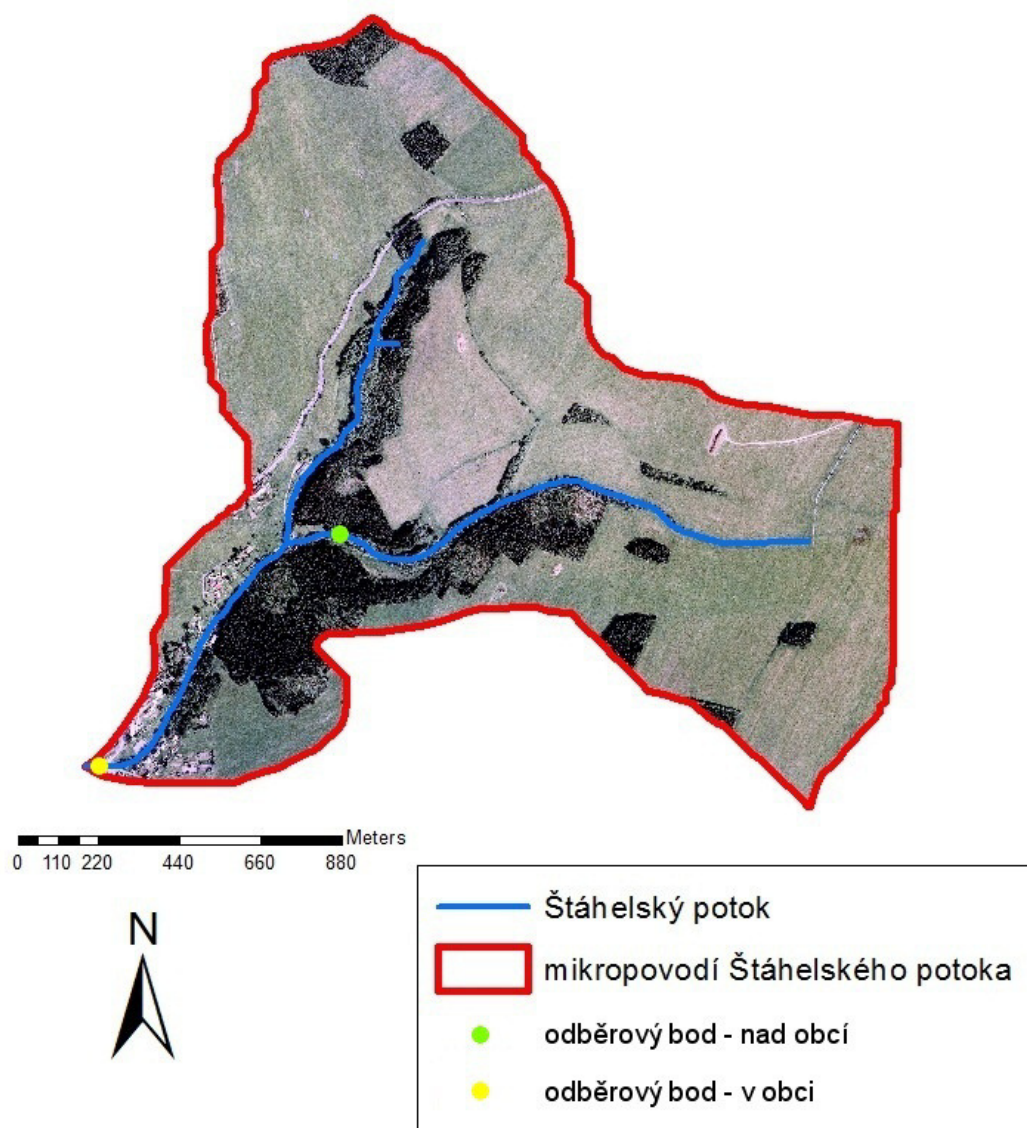 Meters
0 110 220 440 660 880
N
Štáhelský potok
mikropovodí Štáhelského potoka
odběrový bod - nad obcí
odběrový bod - v obci